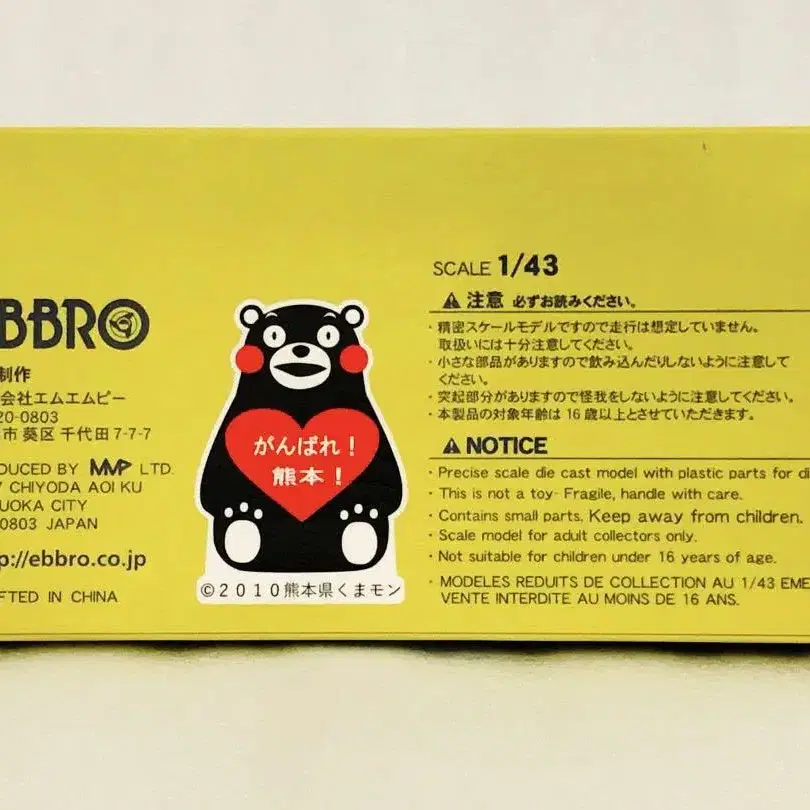 BBRO
制作
会社エムエムピー
20-0803
市 葵区 千代田 7-7-7
DUCED BY MMP LTD.
7 CHIYODA AOI KU
UOKA CITY
0803 JAPAN
p://ebbro.co.jp
FTED IN CHINA
がんばれ！
熊本！
©2010熊本県くまモン
SCALE 1/43
注意 必ずお読みください。
・精密スケールモデルですので走行は想定していません。
取扱いには十分注意してください。
・小さな部品がありますので飲み込んだりしないように注意して
ください。
・突起部分がありますので怪我をしないように注意してください。
・本製品の対象年齢は 16 歳以上とさせていただきます。
NOTICE
・Precise scale die cast model with plastic parts for di
・This is not a toy- Fragile, handle with care.
・Contains small parts. Keep away from children.
・Scale model for adult collectors only.
・Not suitable for children under 16 years of age.
・MODELES REDUITS DE COLLECTION AU 1/43 EME
VENTE INTERDITE AU MOINS DE 16 ANS.